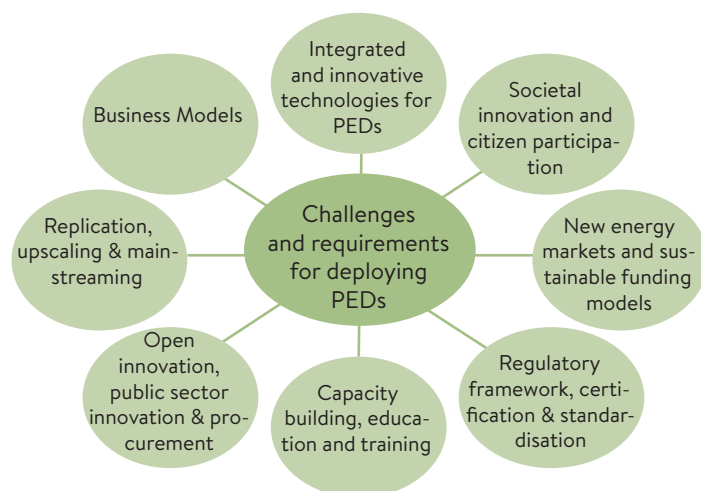 Integrated
and innovative
technologies for
PEDs
Business Models
Societal
innovation and
citizen participa-
tion
Challenges
and requirements
for deploying
PEDs
Replication,
upscaling & main-
streaming
New energy
markets and sus-
tainable funding
models
Open
innovation,
public sector
innovation & pro-
curement
Capacity
building, educa-
tion and training
Regulatory
framework, certi-
fication & standar-
disation